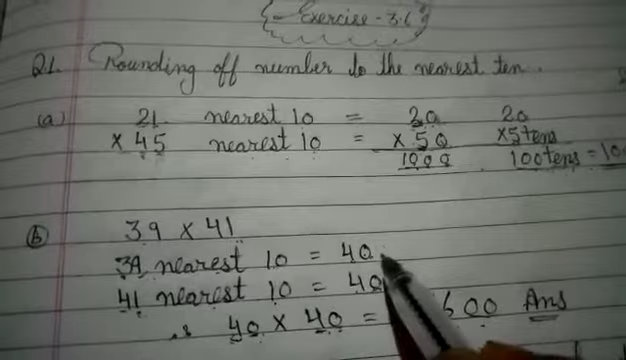 Exercise - 3.6
Q1. Rounding off number to the nearest ten.
(a) 21 nearest 10 = 20 20
× 45 nearest 10 = × 50 ×5 tens
1000 100 tens = 10
(b) 39 × 41
39 nearest 10 = 40
41 nearest 10 = 40
40 × 40 = 600 Ans